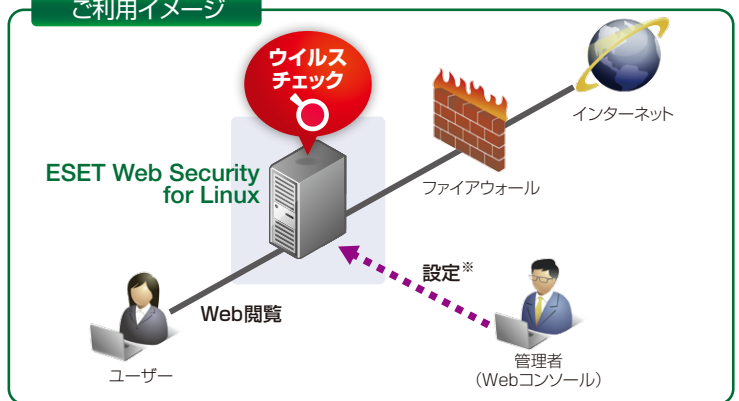 ご利用イメージ
ウイルス
チェック
インターネット
ESET Web Security
for Linux
ファイアウォール
設定※
Web閲覧
ユーザー
管理者
（Webコンソール）